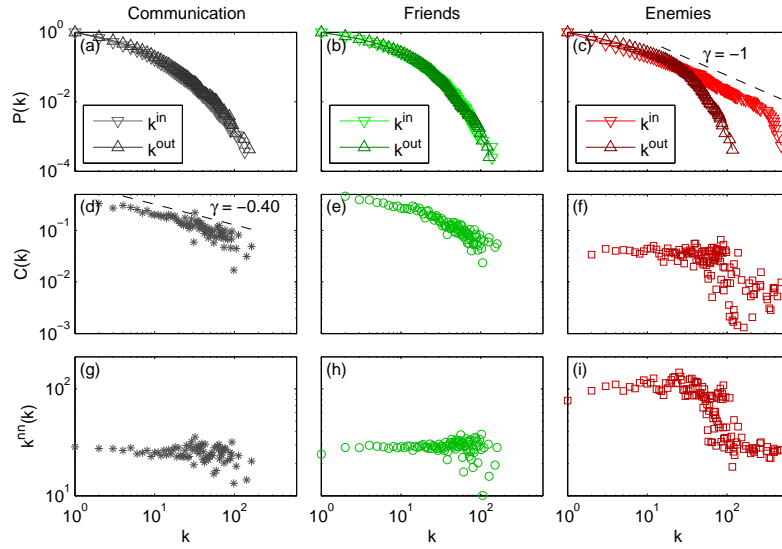 Communication Friends Enemies
P(k)
10^0
10^-2
10^-4
(a) (b) (c)
γ = −1
k^in k^in k^in
k^out k^out k^out
C(k)
10^-1
10^-2
10^-3
(d) (e) (f)
γ = −0.40
k^nn(k)
10^2
10^1
(g) (h) (i)
10^0 10^1 10^2 10^0 10^1 10^2 10^0 10^1 10^2
k k k